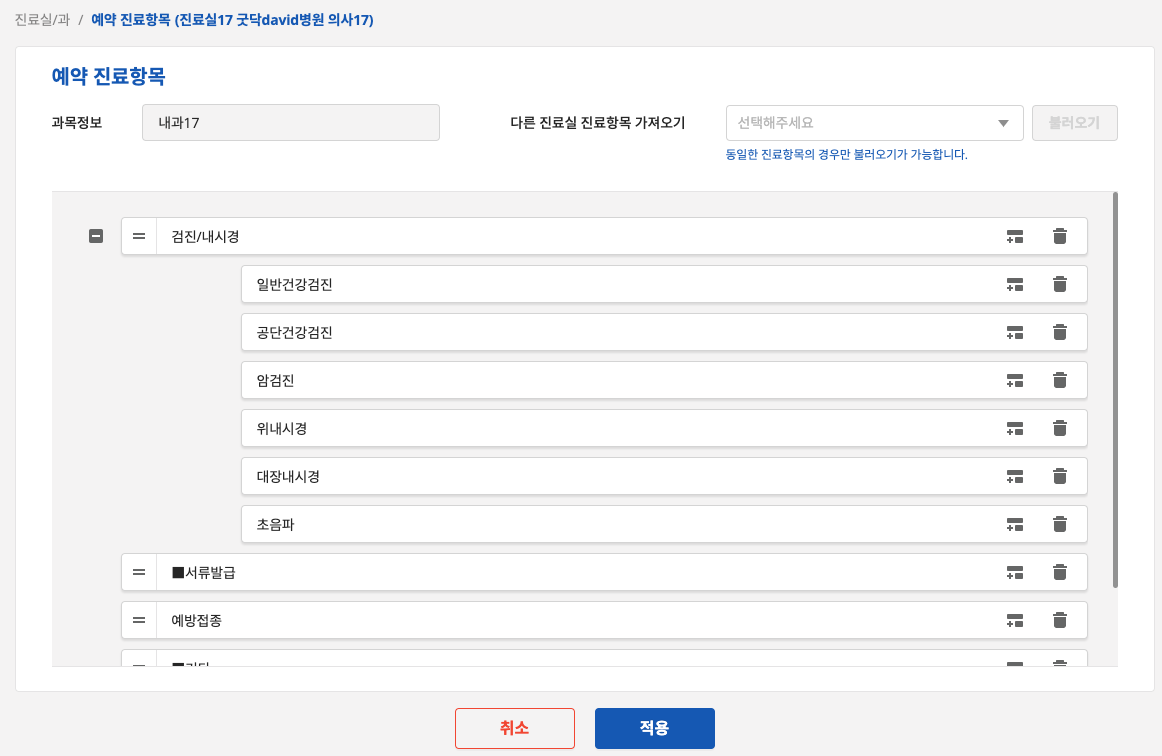 진료실/과 / 예약 진료항목 (진료실17 굿닥david병원 의사17)
예약 진료항목
과목정보 내과17 다른 진료실 진료항목 가져오기 선택해주세요 불러오기
동일한 진료항목의 경우만 불러오기가 가능합니다.
검진/내시경
일반건강검진
공단건강검진
암검진
위내시경
대장내시경
초음파
■서류발급
예방접종
취소 적용